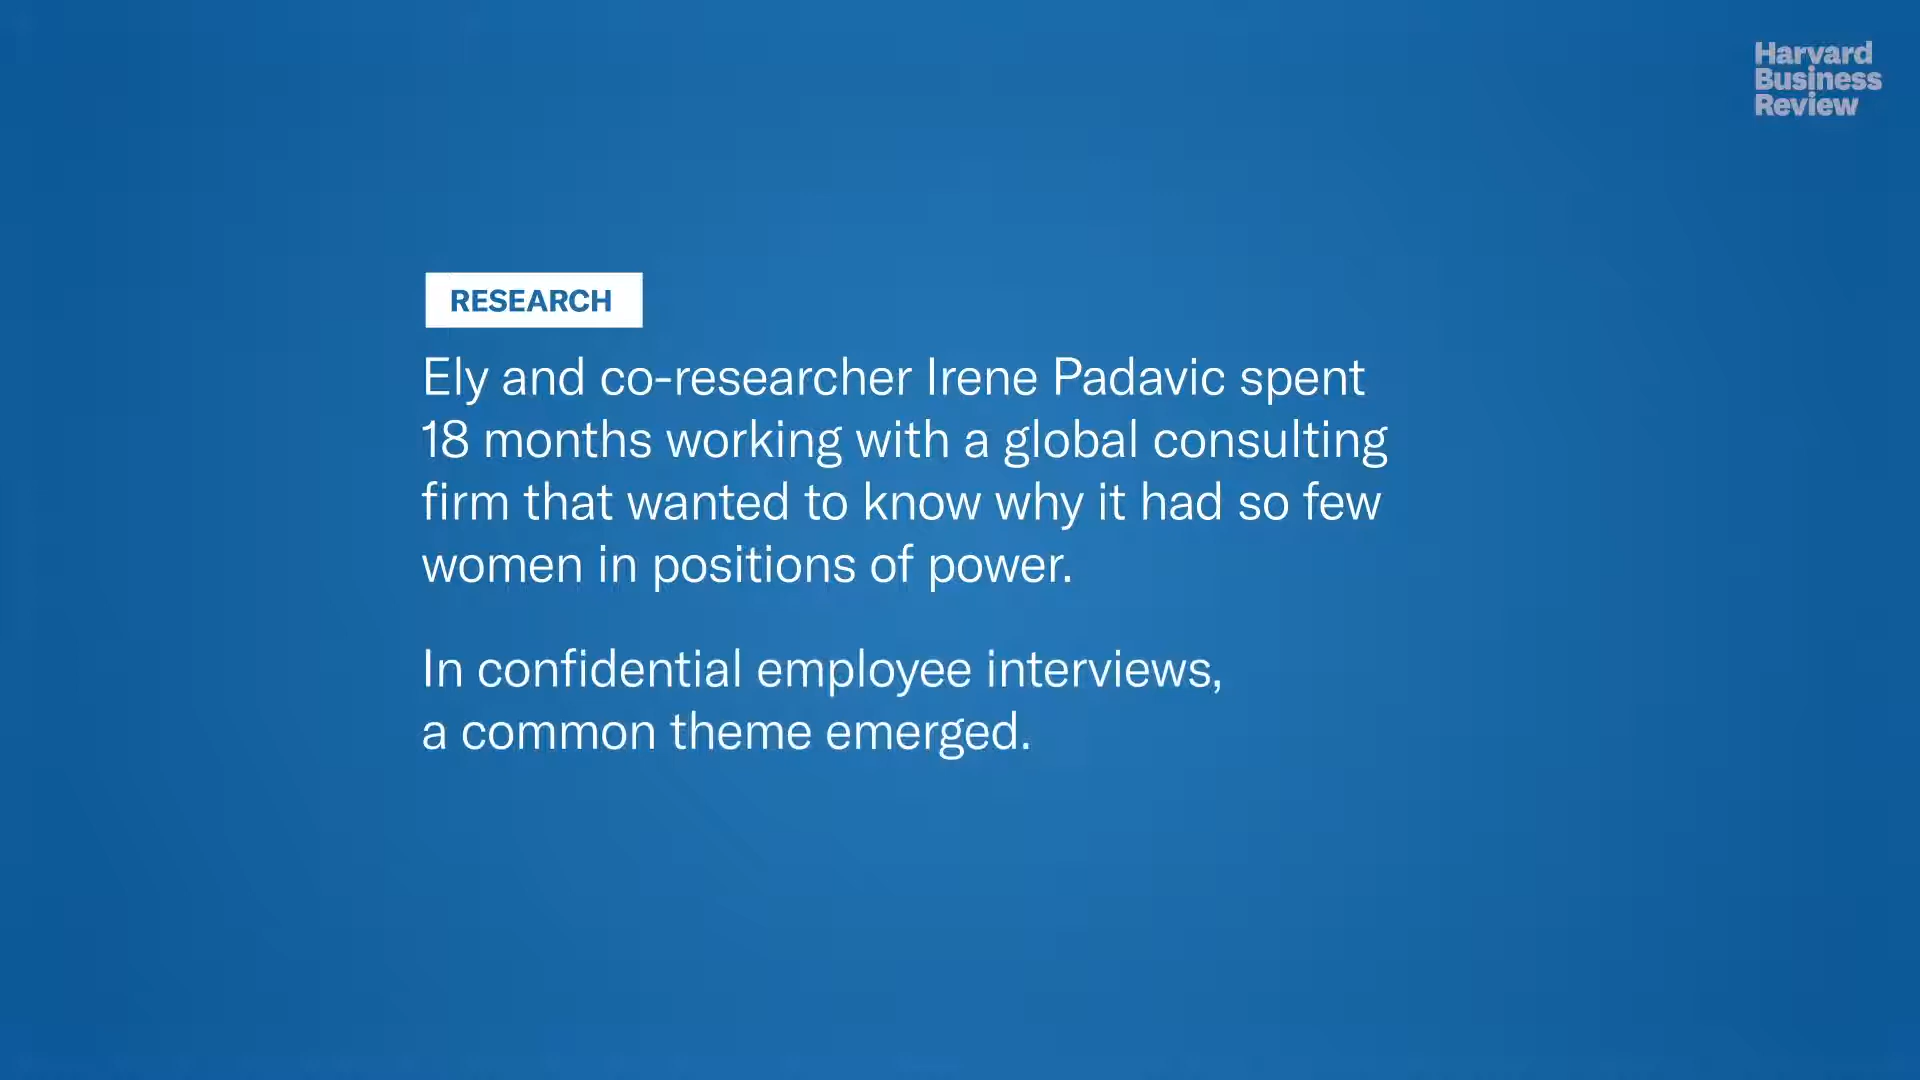 Harvard
Business
Review
RESEARCH
Ely and co-researcher Irene Padavic spent
18 months working with a global consulting
firm that wanted to know why it had so few
women in positions of power.
In confidential employee interviews,
a common theme emerged.